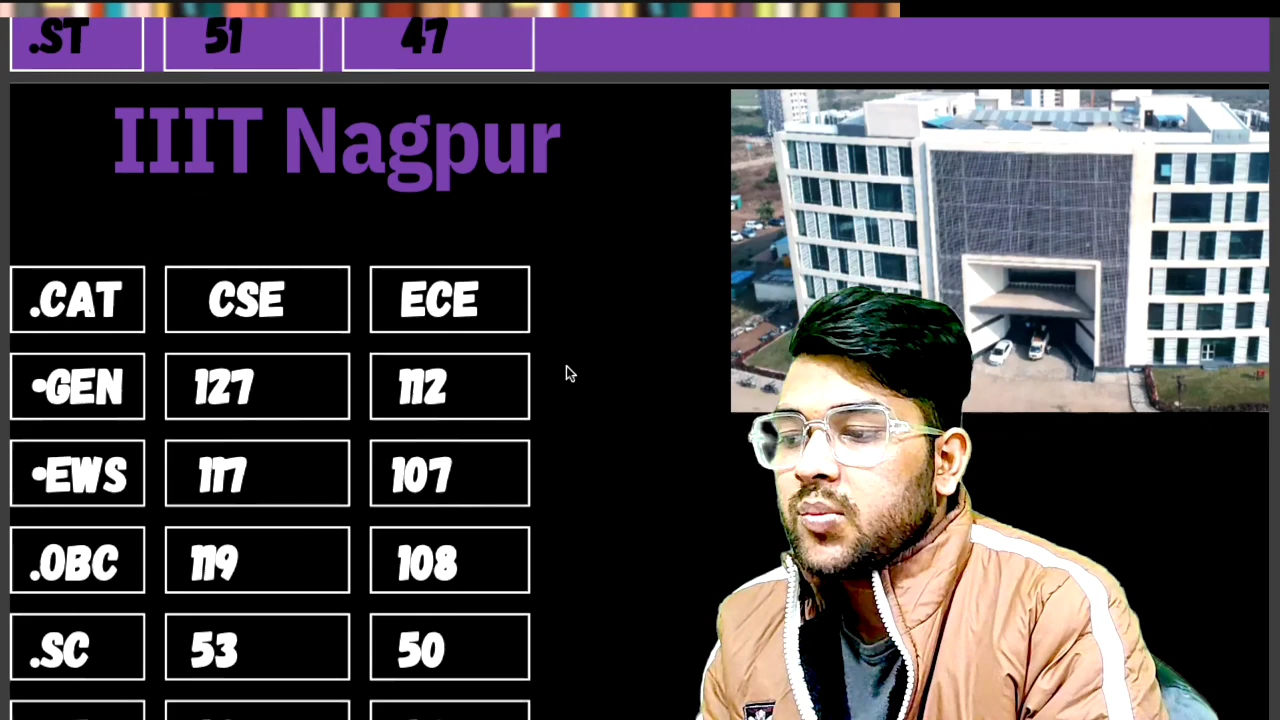 .ST 51 47
IIIT Nagpur
.CAT CSE ECE
•GEN 127 112
•EWS 117 107
.OBC 119 108
.SC 53 50